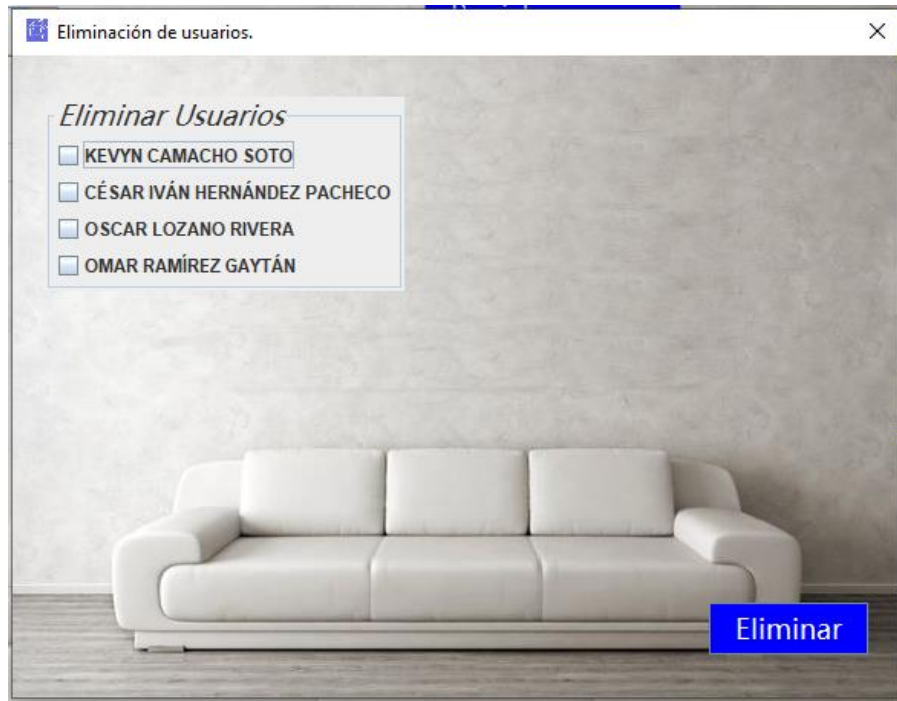 Eliminación de usuarios.
Eliminar Usuarios
KEVYN CAMACHO SOTO
CÉSAR IVÁN HERNÁNDEZ PACHECO
OSCAR LOZANO RIVERA
OMAR RAMÍREZ GAYTÁN
Eliminar